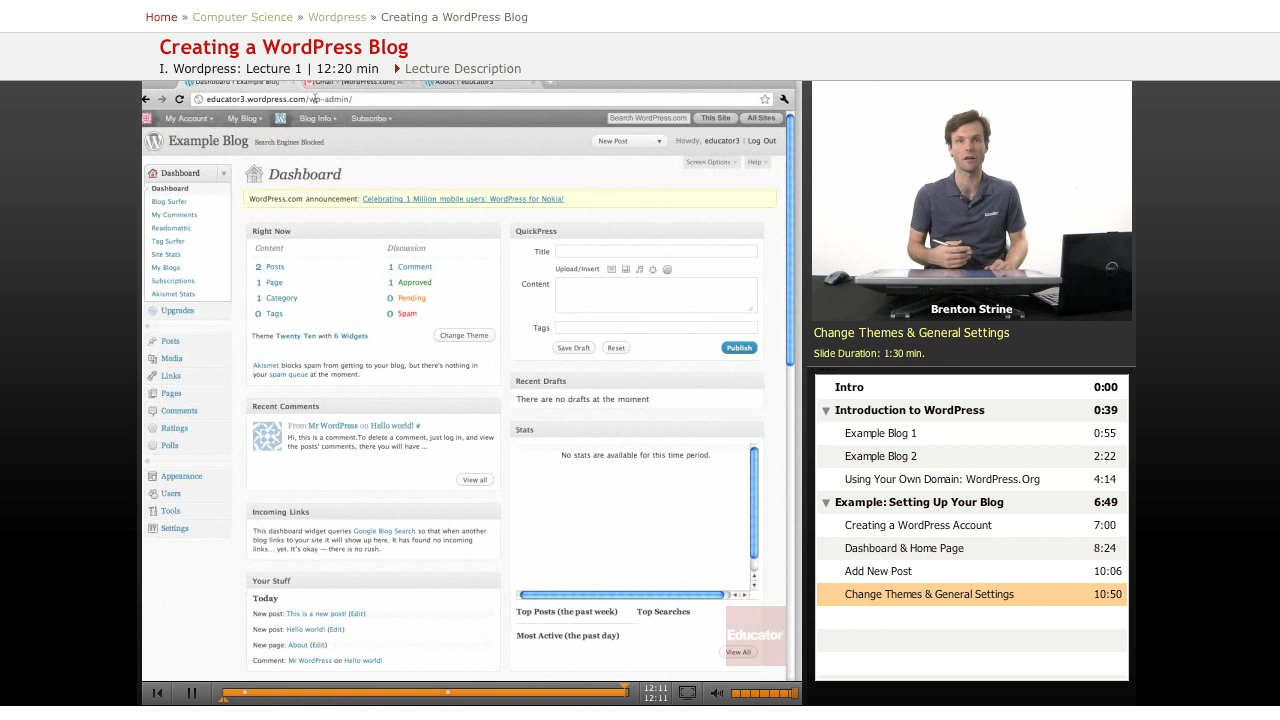 Home » Computer Science » Wordpress » Creating a WordPress Blog
Creating a WordPress Blog
I. Wordpress: Lecture 1 | 12:20 min Lecture Description
Dashboard ‹ Example Blog
educator3.wordpress.com/wp-admin/
My Account My Blog Blog Info Subscribe Search WordPress.com This Site All Sites
Example Blog Search Engines Blocked New Post Howdy, educator3 | Log Out
Screen Options Help
Dashboard
Dashboard
Blog Surfer
My Comments
Readomattic
Tag Surfer
Site Stats
My Blogs
Subscriptions
Akismet Stats
Upgrades
Posts
Media
Links
Pages
Comments
Ratings
Polls
Appearance
Users
Tools
Settings
Dashboard
WordPress.com announcement: Celebrating 1 Million mobile users: WordPress for Nokia!
Right Now
Content Discussion
2 Posts 1 Comment
1 Page 1 Approved
1 Category 0 Pending
0 Tags 0 Spam
Theme Twenty Ten with 6 Widgets Change Theme
Akismet blocks spam from getting to your blog, but there's nothing in
your spam queue at the moment.
Recent Comments
From Mr WordPress on Hello world! #
Hi, this is a comment.To delete a comment, just log in, and view
the posts' comments, there you will have ...
View all
Incoming Links
This dashboard widget queries Google Blog Search so that when another
blog links to your site it will show up here. It has found no incoming
links... yet. It's okay — there is no rush.
Your Stuff
Today
New post: This is a new post! (Edit)
New post: Hello world! (Edit)
New page: About (Edit)
Comment: Mr WordPress on Hello world!
QuickPress
Title
Upload/Insert
Content
Tags
Save Draft Reset Publish
Recent Drafts
There are no drafts at the moment
Stats
No stats are available for this time period.
Top Posts (the past week) Top Searches
Most Active (the past day)
Educator
View All
12:11
12:11
Brenton Strine
Change Themes & General Settings
Slide Duration: 1:30 min.
Intro 0:00
Introduction to WordPress 0:39
Example Blog 1 0:55
Example Blog 2 2:22
Using Your Own Domain: WordPress.Org 4:14
Example: Setting Up Your Blog 6:49
Creating a WordPress Account 7:00
Dashboard & Home Page 8:24
Add New Post 10:06
Change Themes & General Settings 10:50